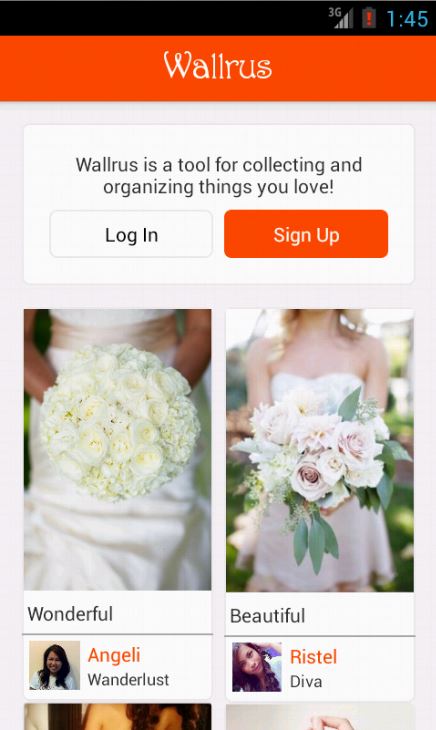 3G 1:45
Wallrus
Wallrus is a tool for collecting and
organizing things you love!
Log In
Sign Up
Wonderful
Angeli
Wanderlust
Beautiful
Ristel
Diva